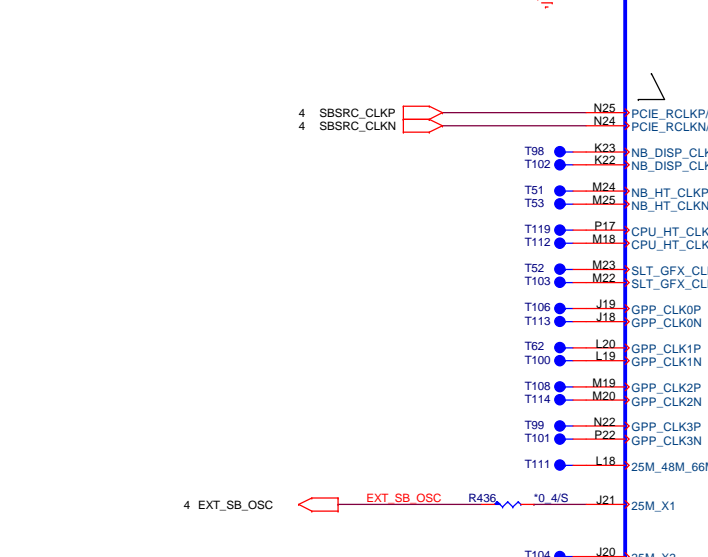 4 SBSRC_CLKP N25 PCIE_RCLKP/
4 SBSRC_CLKN N24 PCIE_RCLKN/
T98 K23 NB_DISP_CLK
T102 K22 NB_DISP_CLK
T51 M24 NB_HT_CLKP
T53 M25 NB_HT_CLKN
T119 P17 CPU_HT_CLK
T112 M18 CPU_HT_CLK
T52 M23 SLT_GFX_CL
T103 M22 SLT_GFX_CL
T106 J19 GPP_CLK0P
T113 J18 GPP_CLK0N
T62 L20 GPP_CLK1P
T100 L19 GPP_CLK1N
T108 M19 GPP_CLK2P
T114 M20 GPP_CLK2N
T99 N22 GPP_CLK3P
T101 P22 GPP_CLK3N
T111 L18 25M_48M_66M
4 EXT_SB_OSC EXT_SB_OSC R436 *0_4/S J21 25M_X1
T104 J20 25M_X2